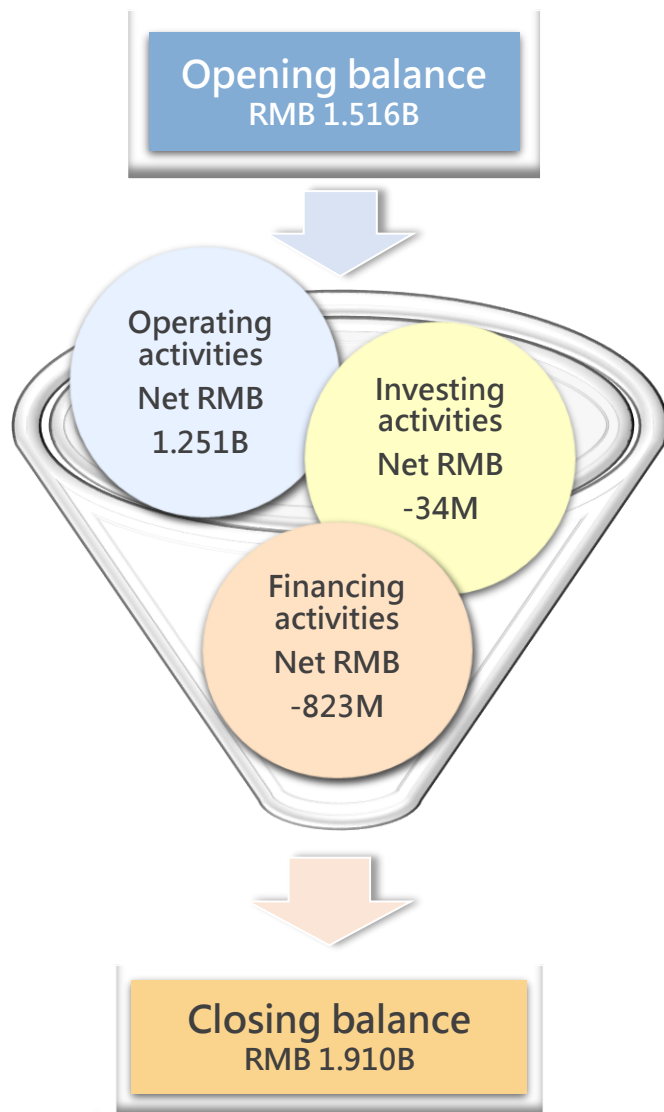 Opening balance
RMB 1.516B
Operating
activities
Net RMB
1.251B
Investing
activities
Net RMB
-34M
Financing
activities
Net RMB
-823M
Closing balance
RMB 1.910B